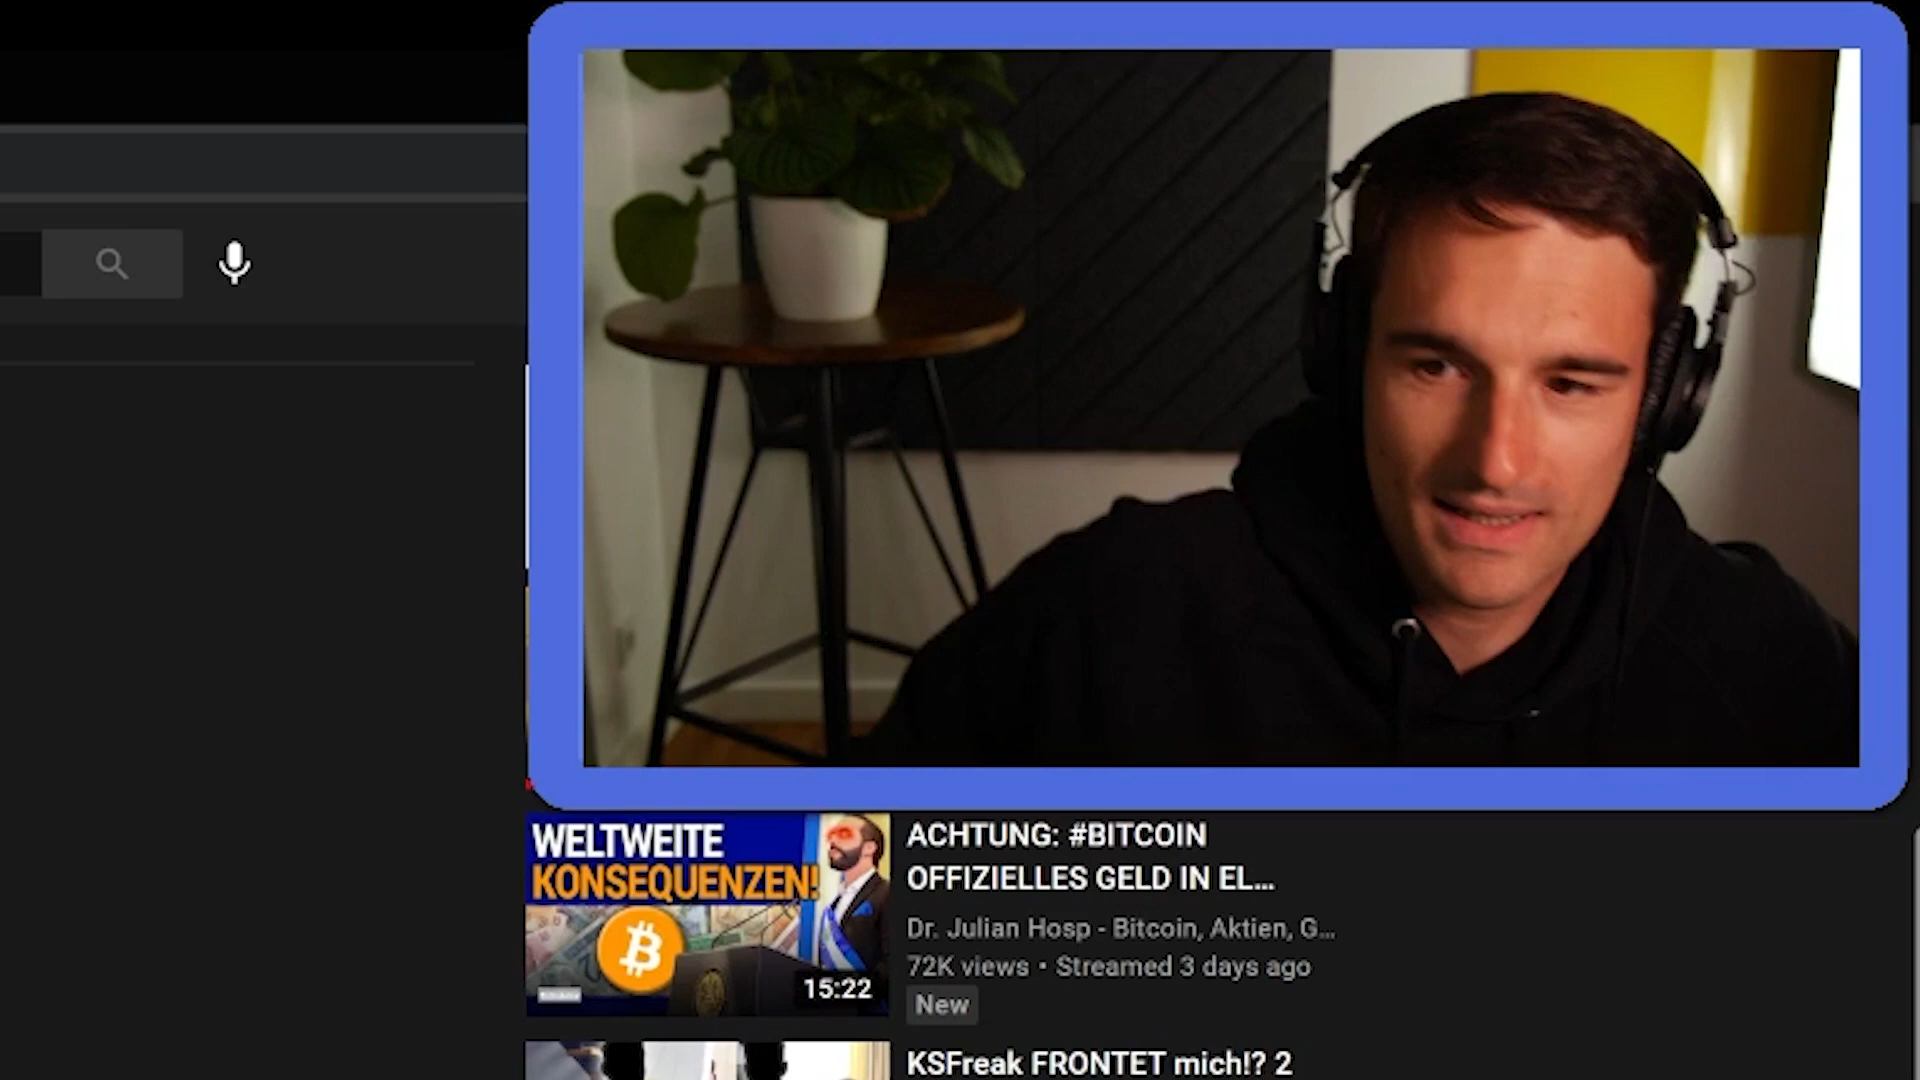 WELTWEITE
KONSEQUENZEN!
15:22
ACHTUNG: #BITCOIN
OFFIZIELLES GELD IN EL...
Dr. Julian Hosp - Bitcoin, Aktien, G...
72K views • Streamed 3 days ago
New
KSFreak FRONTET mich!? 2